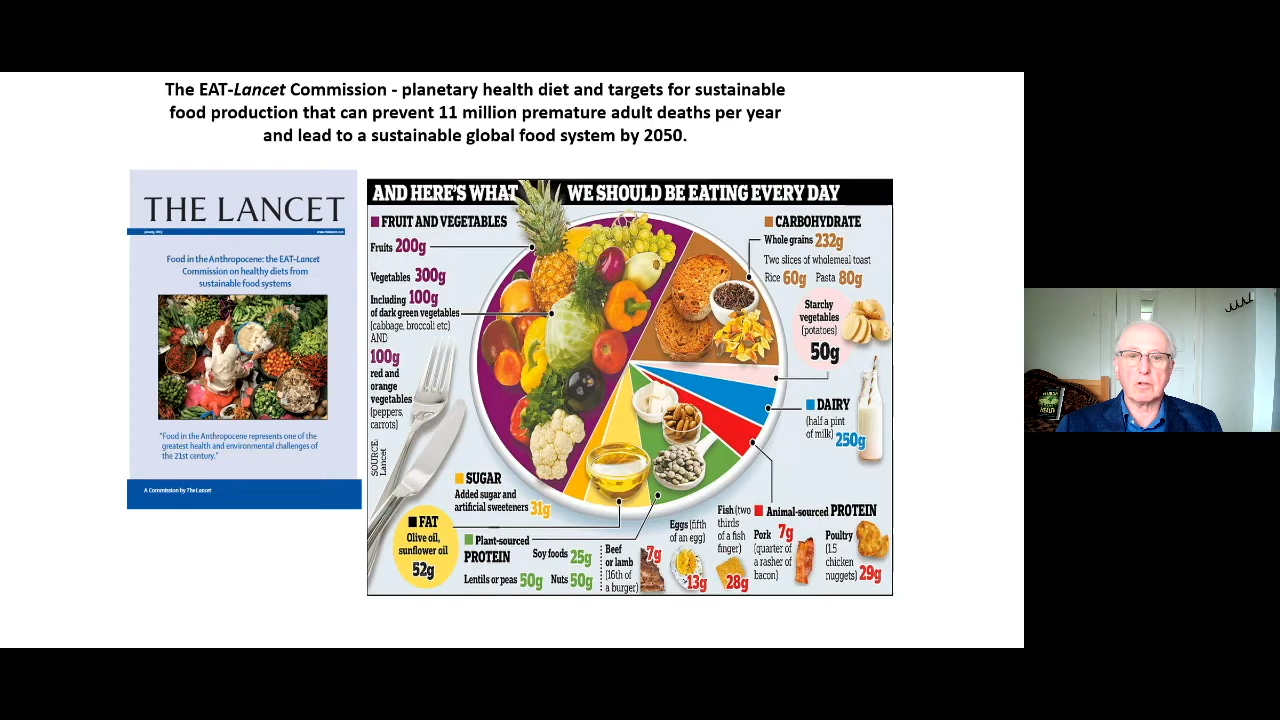 The EAT-Lancet Commission - planetary health diet and targets for sustainable
food production that can prevent 11 million premature adult deaths per year
and lead to a sustainable global food system by 2050.
THE LANCET
www.thelancet.com
Food in the Anthropocene: the EAT-Lancet
Commission on healthy diets from
sustainable food systems
"Food in the Anthropocene represents one of the
greatest health and environmental challenges of
the 21st century."
A Commission by The Lancet
AND HERE'S WHAT WE SHOULD BE EATING EVERY DAY
FRUIT AND VEGETABLES
Fruits 200g
Vegetables 300g
Including 100g
of dark green vegetables
(cabbage, broccoli etc)
AND
100g
red and
orange
vegetables
(peppers,
carrots)
SOURCE:
Lancet
CARBOHYDRATE
Whole grains 232g
Two slices of wholemeal toast
Rice 60g Pasta 80g
Starchy
vegetables
(potatoes)
50g
DAIRY
(half a pint
of milk) 250g
SUGAR
Added sugar and
artificial sweeteners 31g
FAT
Olive oil,
sunflower oil
52g
Plant-sourced
PROTEIN
Soy foods 25g
Lentils or peas 50g Nuts 50g
Animal-sourced PROTEIN
Beef
or lamb
(16th of
a burger)
7g
Eggs (fifth
of an egg)
13g
Fish (two
thirds
of a fish
finger)
28g
Pork 7g
(quarter of
a rasher of
bacon)
Poultry
(1.5
chicken
nuggets) 29g